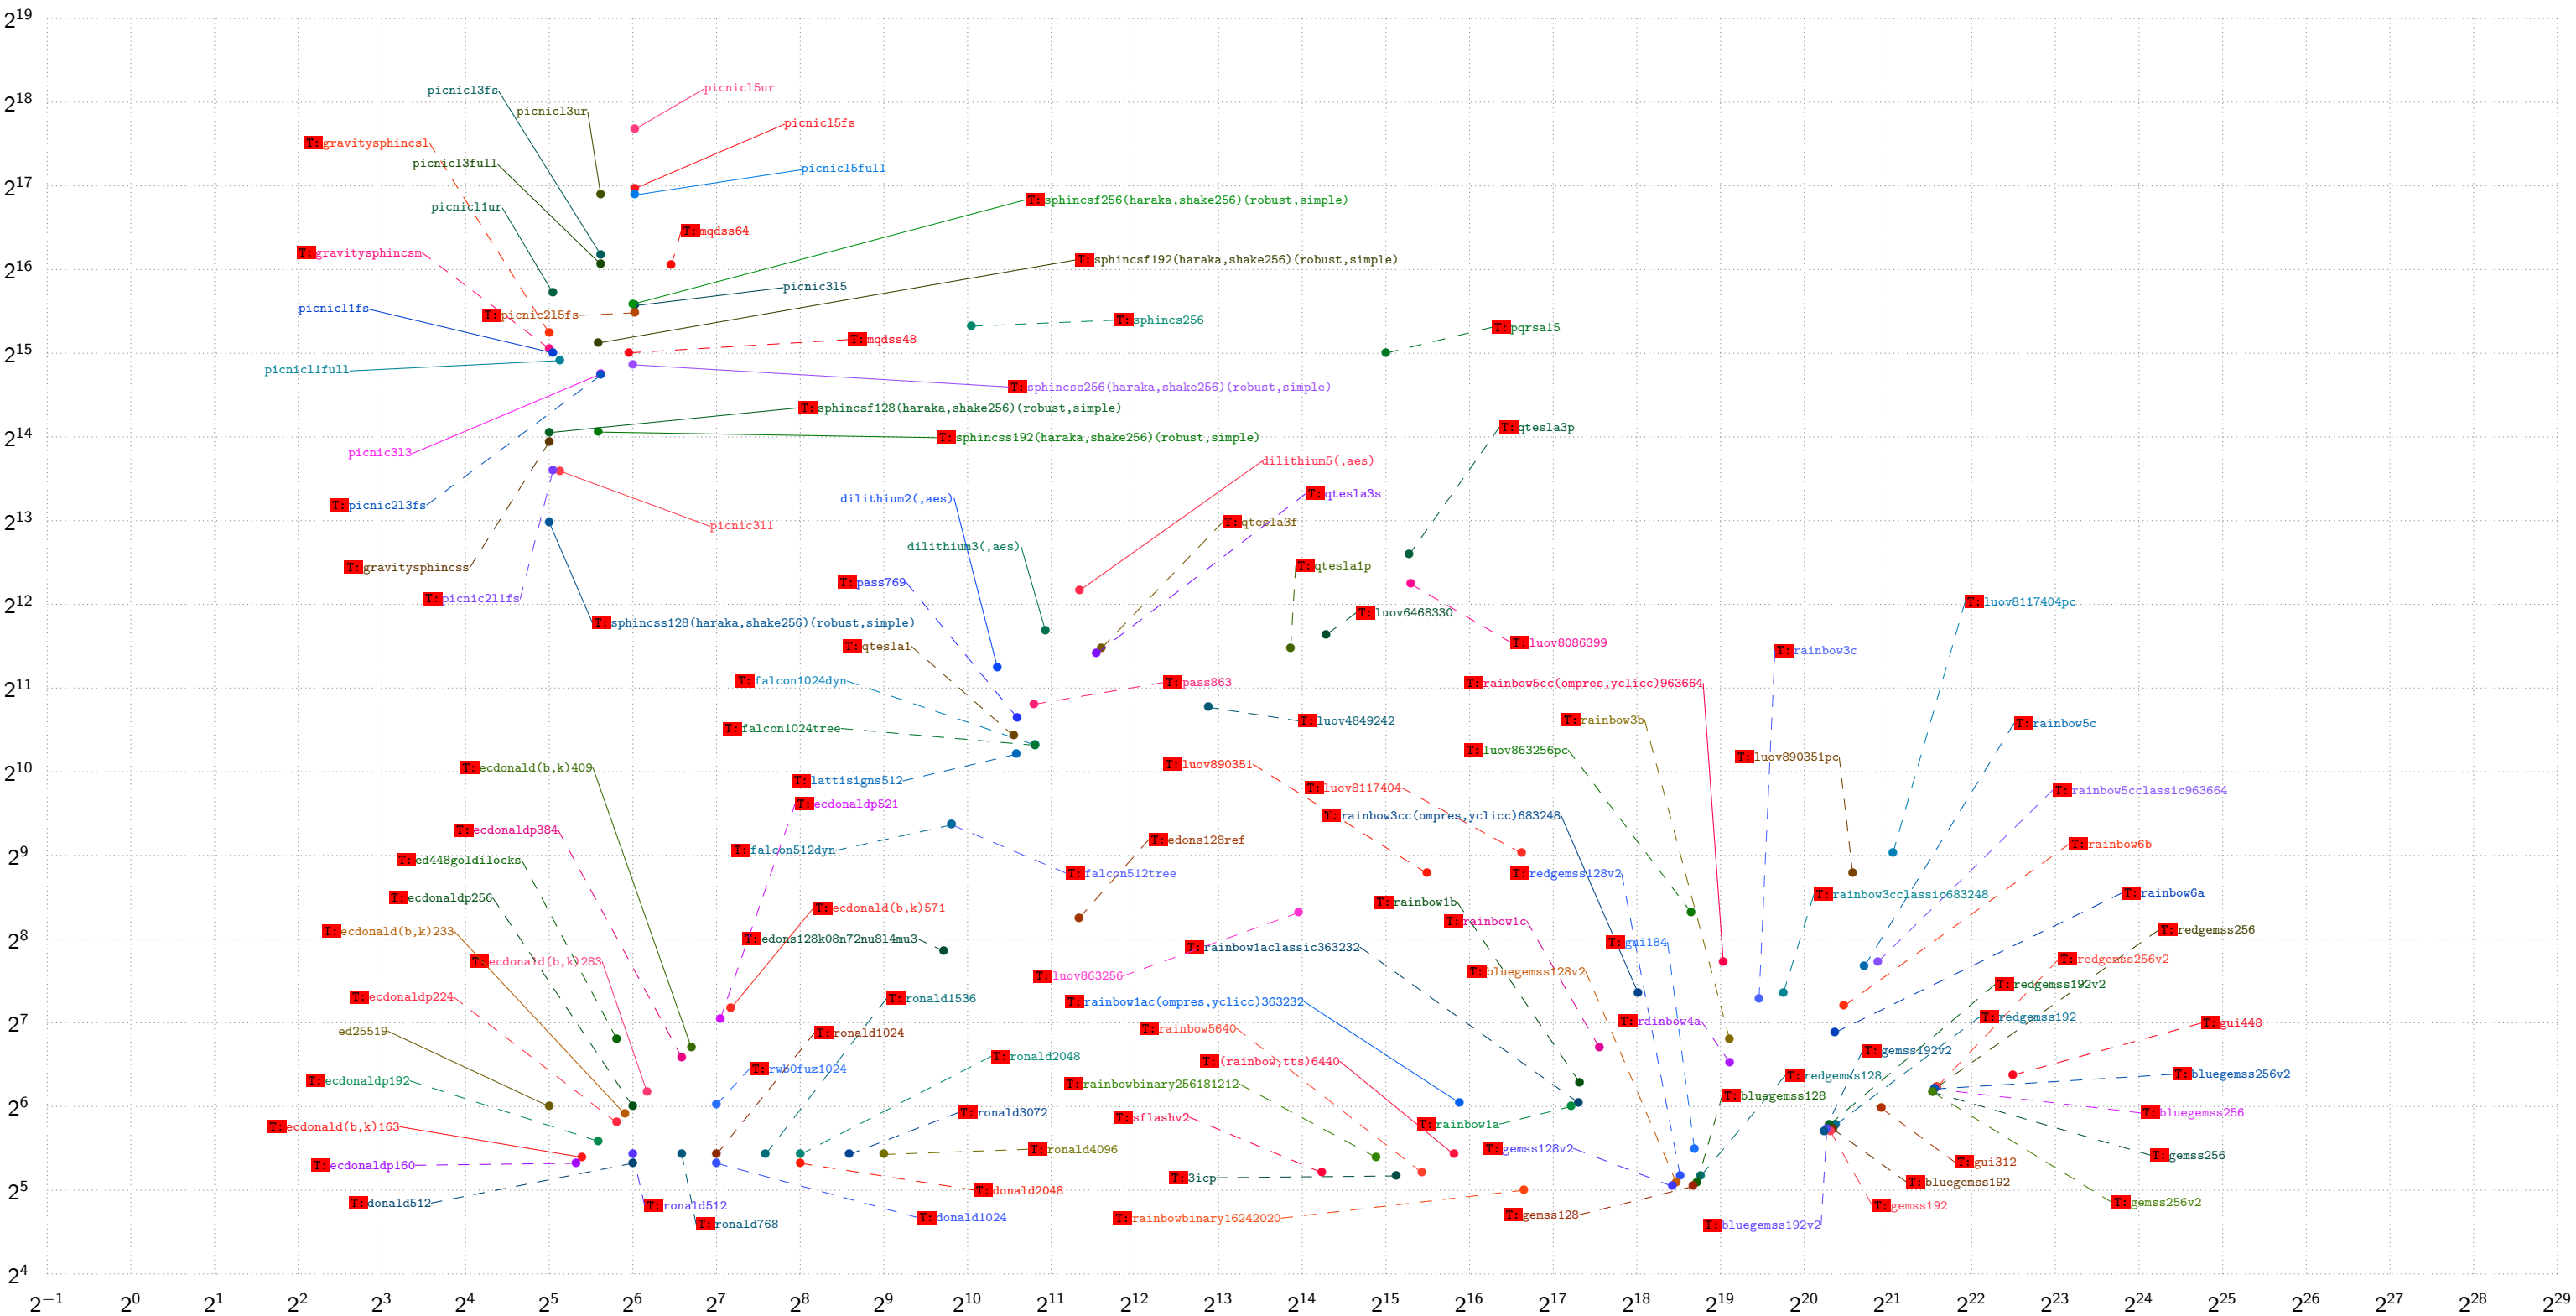 2^19
picnicl5ur
picnicl3fs
2^18
picnicl3ur
picnicl5fs
T:gravitysphincsl
picnicl3full
picnicl5full
2^17
T:sphincsf256(haraka,shake256)(robust,simple)
picnicl1ur
T:mqdss64
T:gravitysphincsm
T:sphincsf192(haraka,shake256)(robust,simple)
2^16
picnic3l5
picnicl1fs
T:picnic2l5fs
T:sphincs256
T:pqrsa15
T:mqdss48
2^15
picnicl1full
T:sphincss256(haraka,shake256)(robust,simple)
T:sphincsf128(haraka,shake256)(robust,simple)
T:qtesla3p
2^14
T:sphincss192(haraka,shake256)(robust,simple)
picnic3l3
dilithium5(,aes)
T:qtesla3s
dilithium2(,aes)
T:picnic2l3fs
2^13
T:qtesla3f
picnic3l1
dilithium3(,aes)
T:gravitysphincss
T:qtesla1p
T:pass769
T:picnic2l1fs
2^12
T:luov8117404pc
T:luov6468330
T:sphincss128(haraka,shake256)(robust,simple)
T:luov8086399
T:qtesla1
T:rainbow3c
T:falcon1024dyn
T:pass863
T:rainbow5cc(ompres,yclicc)963664
2^11
T:luov4849242
T:rainbow3b
T:rainbow5c
T:falcon1024tree
T:luov863256pc
T:luov890351pc
T:luov890351
T:ecdonald(b,k)409
2^10
T:lattisigns512
T:luov8117404
T:rainbow5cclassic963664
T:ecdonaldp521
T:rainbow3cc(ompres,yclicc)683248
T:ecdonaldp384
T:edons128ref
T:rainbow6b
T:falcon512dyn
2^9
T:ed448goldilocks
T:falcon512tree
T:redgemss128v2
T:rainbow3cclassic683248
T:rainbow6a
T:ecdonaldp256
T:rainbow1b
T:ecdonald(b,k)571
T:rainbow1c
T:ecdonald(b,k)233
T:redgemss256
2^8
T:edons128k08n72nu8l4mu3
T:gui184
T:rainbow1aclassic363232
T:ecdonald(b,k)283
T:redgemss256v2
T:bluegemss128v2
T:luov863256
T:redgemss192v2
T:ecdonaldp224
T:ronald1536
T:rainbow1ac(ompres,yclicc)363232
T:redgemss192
2^7
T:rainbow4a
T:gui448
ed25519
T:ronald1024
T:rainbow5640
T:gemss192v2
T:ronald2048
T:(rainbow,tts)6440
T:rwb0fuz1024
T:redgemss128
T:bluegemss256v2
T:ecdonaldp192
T:rainbowbinary256181212
T:bluegemss128
2^6
T:ronald3072
T:bluegemss256
T:sflashv2
T:rainbow1a
T:ecdonald(b,k)163
T:ronald4096
T:gemss128v2
T:gemss256
T:gui312
T:ecdonaldp160
T:3icp
T:bluegemss192
2^5
T:donald2048
T:donald512
T:ronald512
T:gemss192
T:gemss256v2
T:donald1024
T:rainbowbinary16242020
T:gemss128
T:ronald768
T:bluegemss192v2
2^4
2^−1 2^0 2^1 2^2 2^3 2^4 2^5 2^6 2^7 2^8 2^9 2^10 2^11 2^12 2^13 2^14 2^15 2^16 2^17 2^18 2^19 2^20 2^21 2^22 2^23 2^24 2^25 2^26 2^27 2^28 2^29